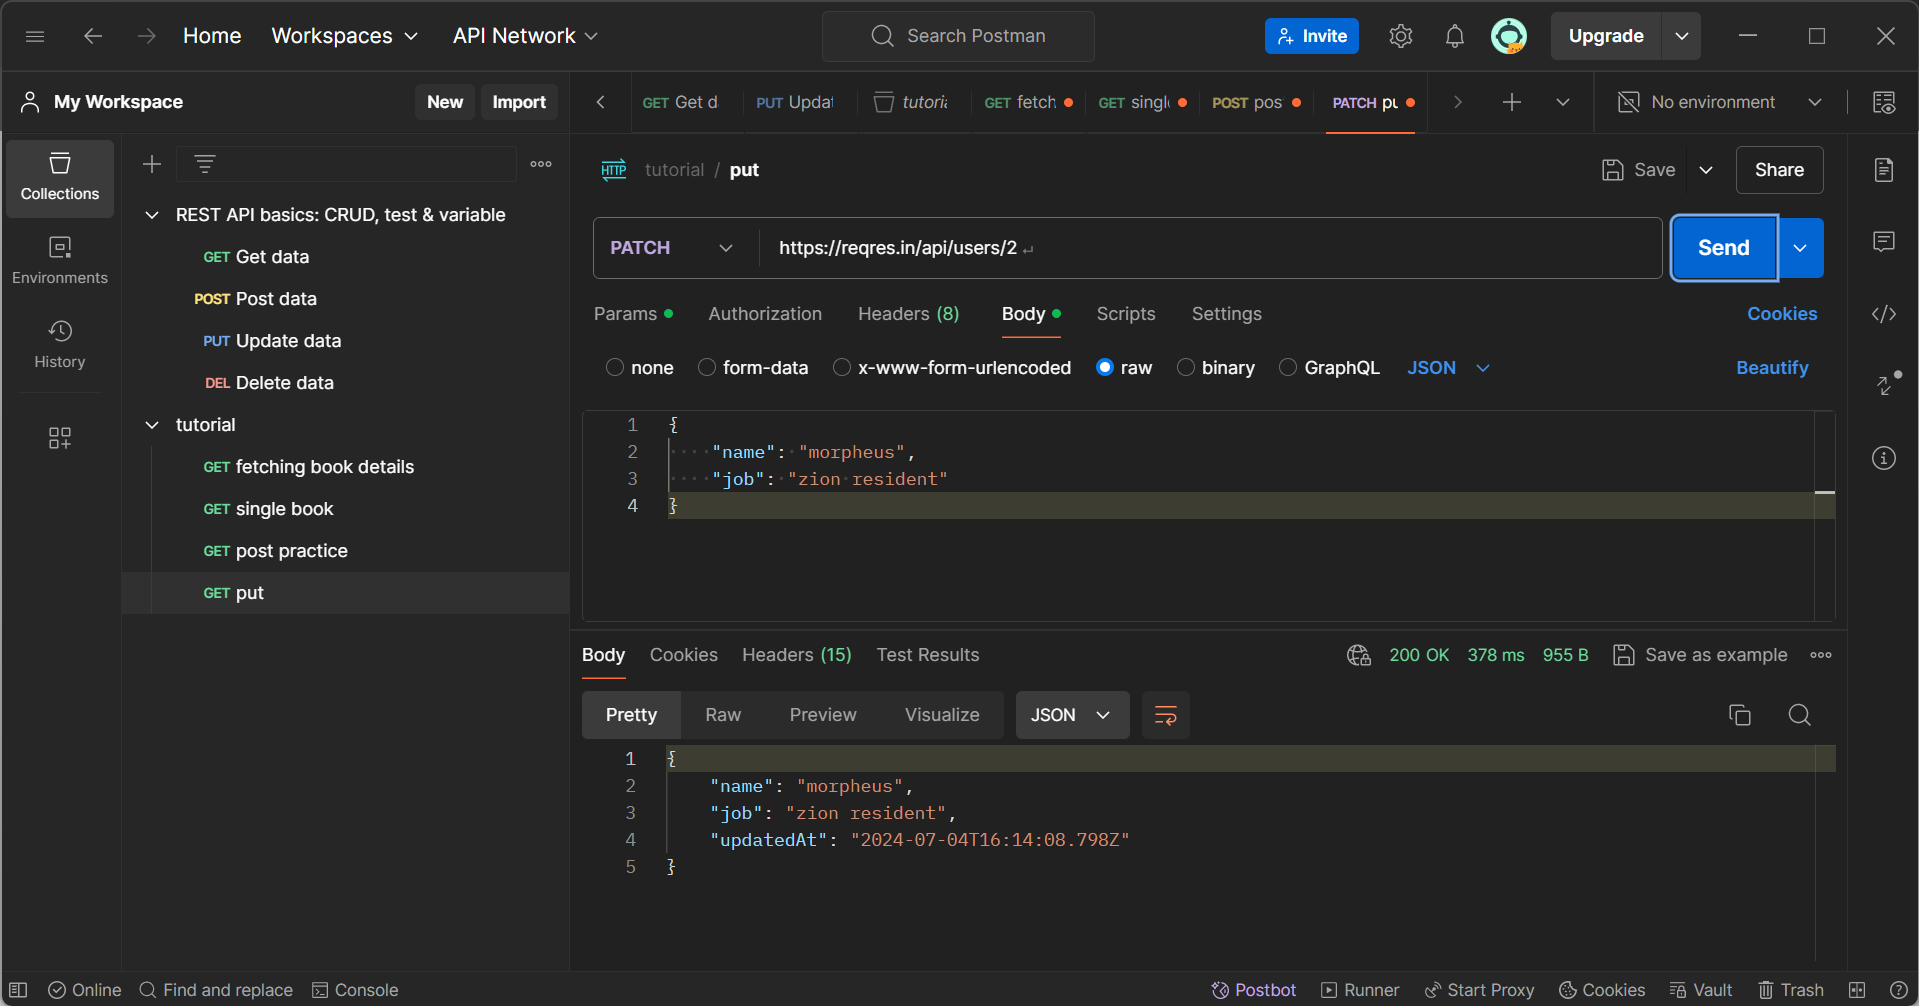 Home Workspaces API Network Search Postman Invite Upgrade
My Workspace New Import GET Get d PUT Updat tutoria GET fetch GET single POST pos PATCH pu No environment
Collections
Environments
History
REST API basics: CRUD, test & variable
GET Get data
POST Post data
PUT Update data
DEL Delete data
tutorial
GET fetching book details
GET single book
GET post practice
GET put
HTTP tutorial / put Save Share
PATCH https://reqres.in/api/users/2 Send
Params Authorization Headers (8) Body Scripts Settings Cookies
none form-data x-www-form-urlencoded raw binary GraphQL JSON Beautify
1 {
2 "name": "morpheus",
3 "job": "zion resident"
4 }
Body Cookies Headers (15) Test Results 200 OK 378 ms 955 B Save as example
Pretty Raw Preview Visualize JSON
1 {
2 "name": "morpheus",
3 "job": "zion resident",
4 "updatedAt": "2024-07-04T16:14:08.798Z"
5 }
Online Find and replace Console Postbot Runner Start Proxy Cookies Vault Trash